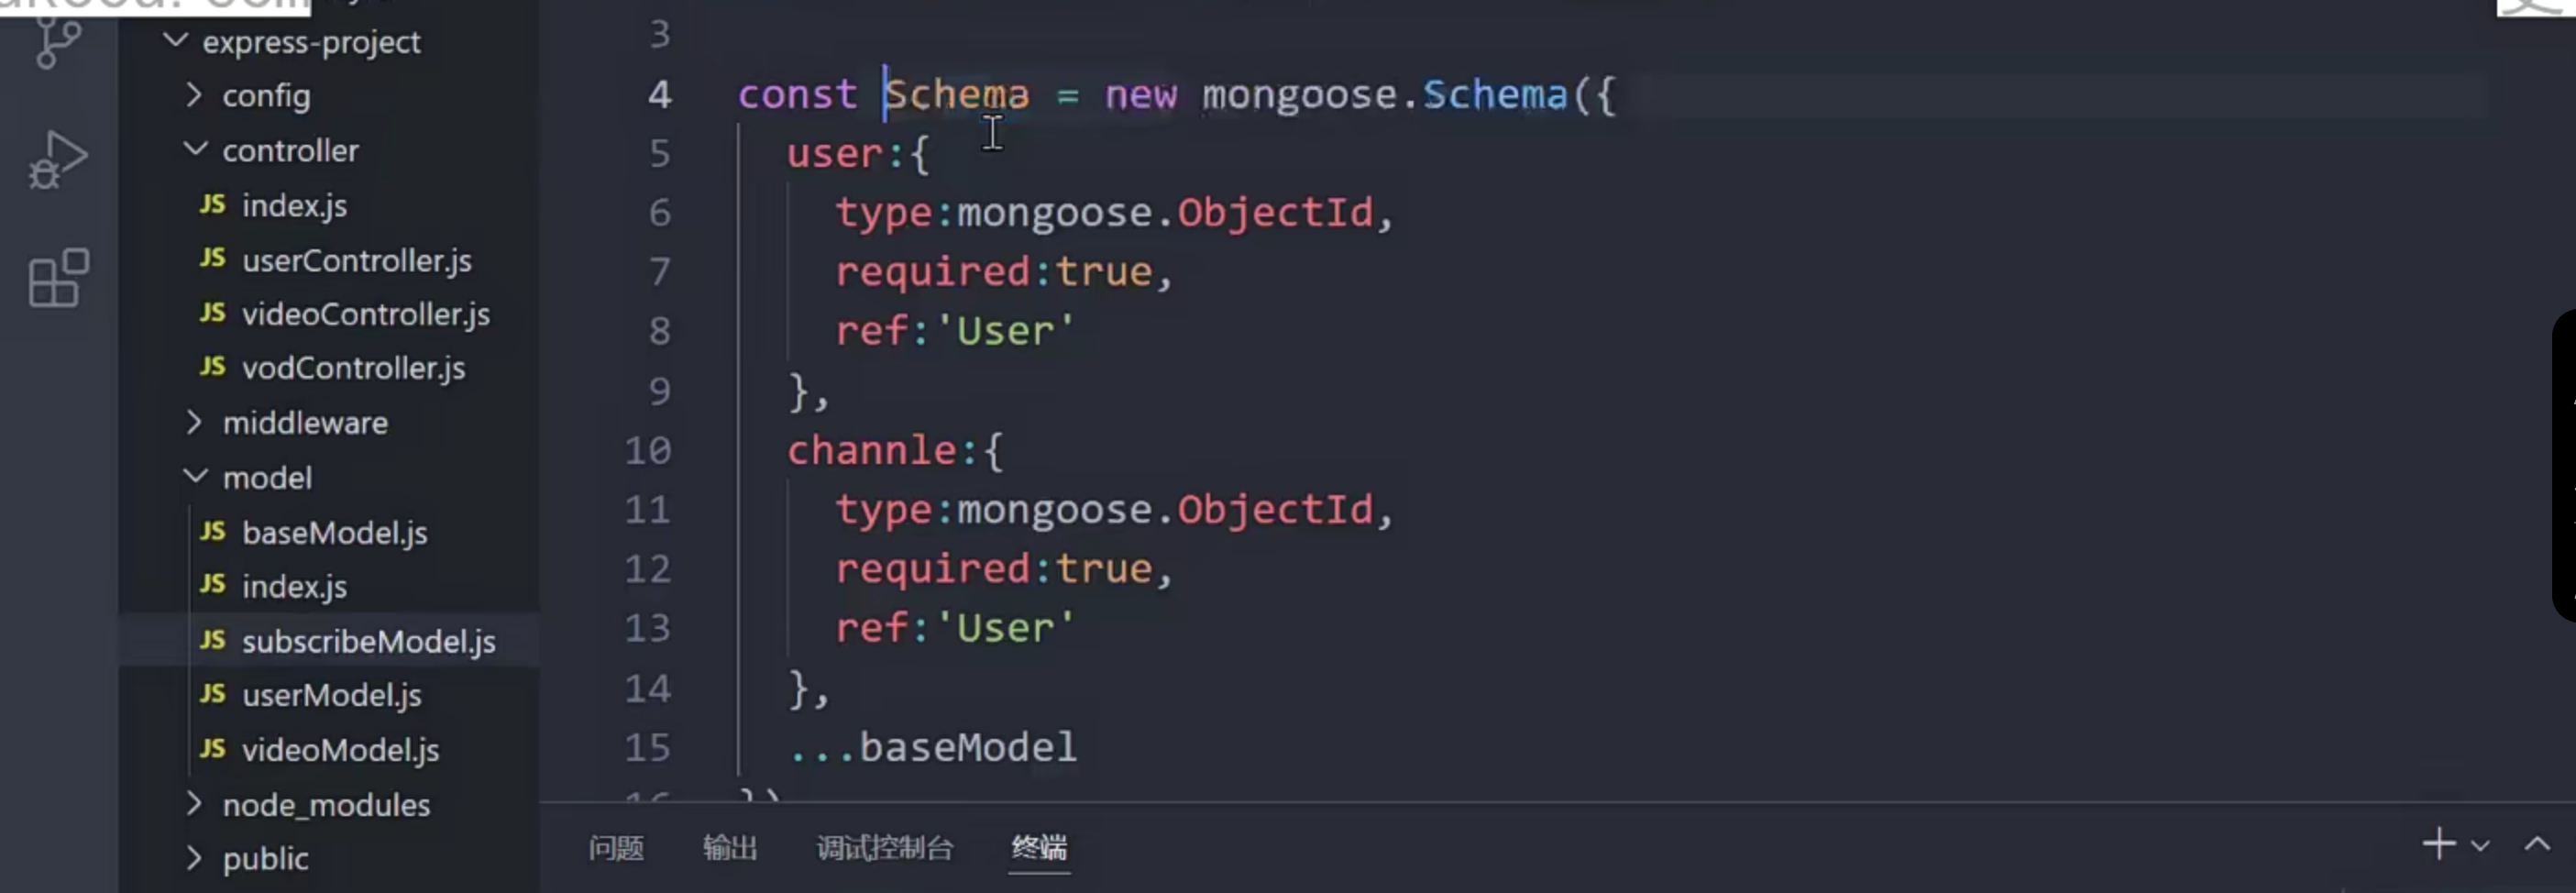 express-project
config
controller
JS index.js
JS userController.js
JS videoController.js
JS vodController.js
middleware
model
JS baseModel.js
JS index.js
JS subscribeModel.js
JS userModel.js
JS videoModel.js
node_modules
public
3
4 const Schema = new mongoose.Schema({
5 user:{
6 type:mongoose.ObjectId,
7 required:true,
8 ref:'User'
9 },
10 channle:{
11 type:mongoose.ObjectId,
12 required:true,
13 ref:'User'
14 },
15 ...baseModel
问题 输出 调试控制台 终端